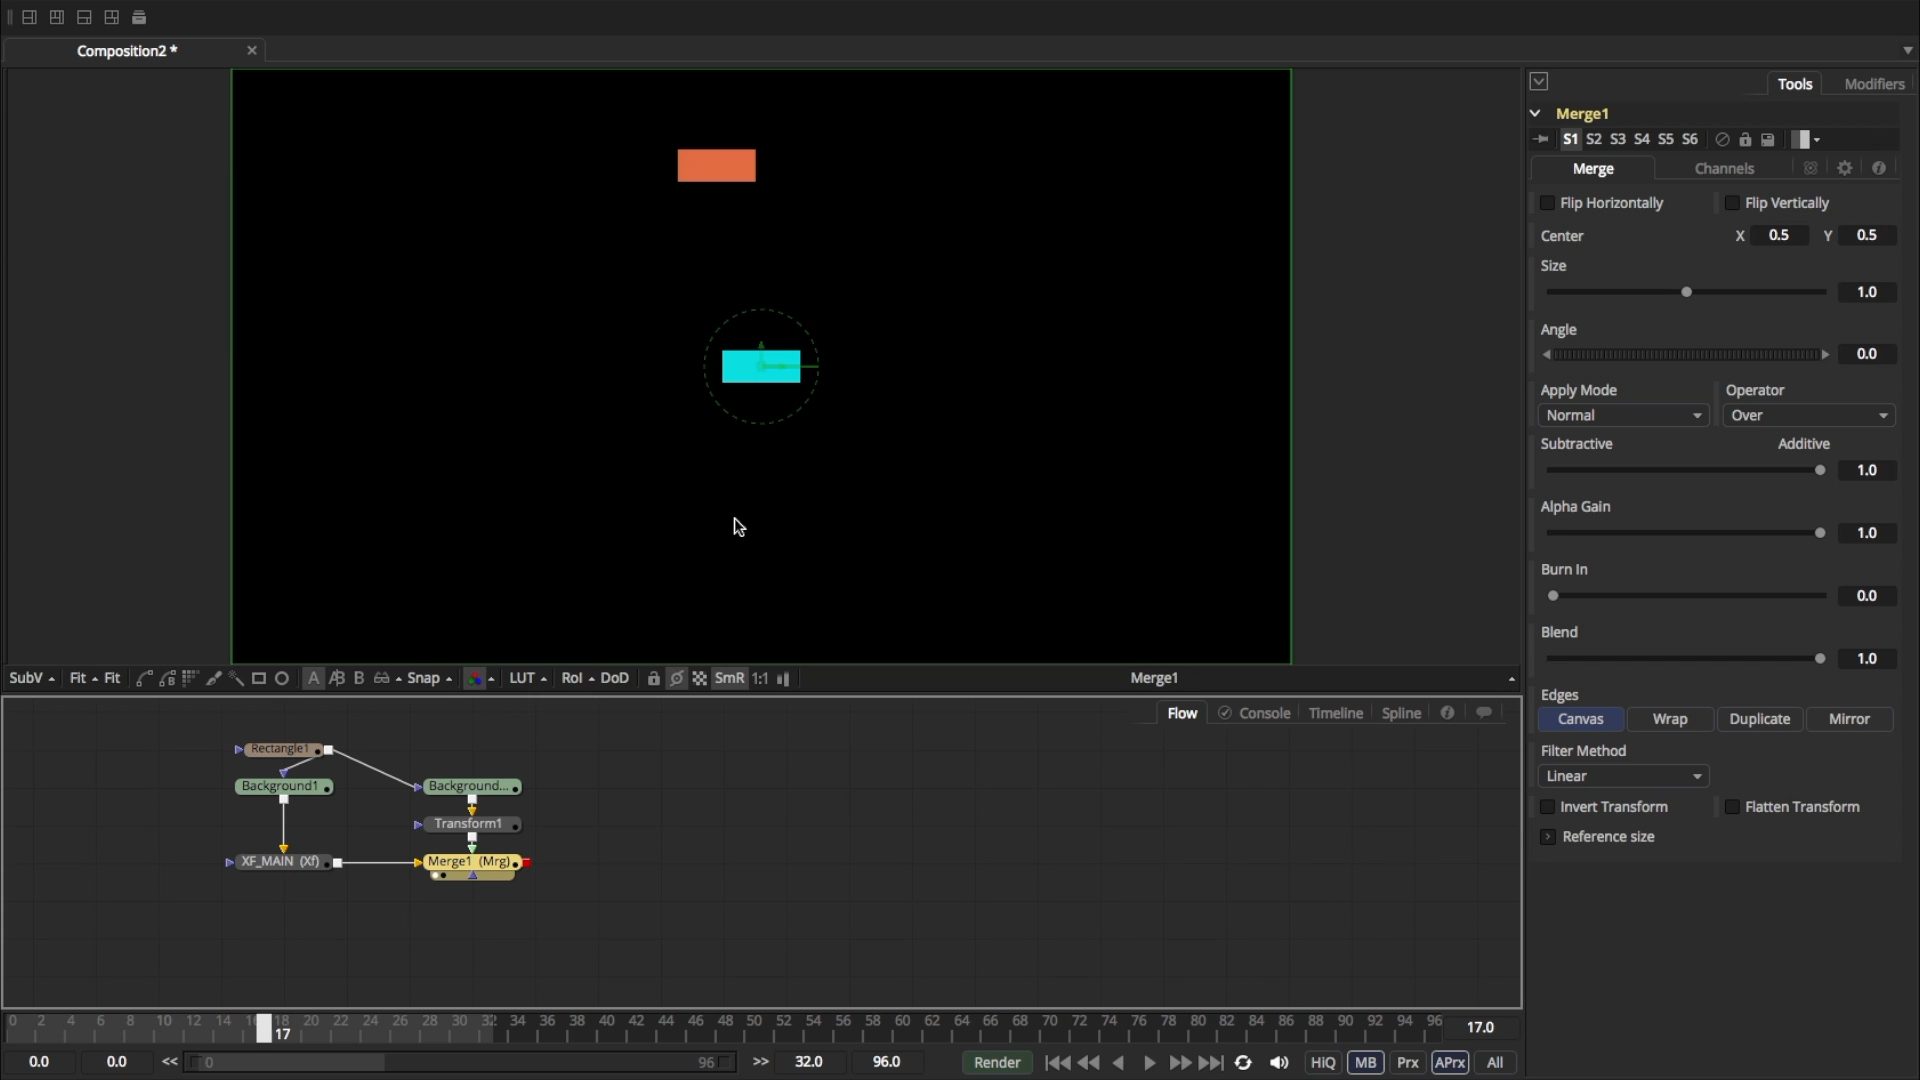 Composition2 *
Tools Modifiers
Merge1
S1 S2 S3 S4 S5 S6
Merge Channels
Flip Horizontally Flip Vertically
Center X 0.5 Y 0.5
Size
1.0
Angle
0.0
Apply Mode Operator
Normal Over
Subtractive Additive
1.0
Alpha Gain
1.0
Burn In
0.0
Blend
1.0
Edges
Canvas Wrap Duplicate Mirror
Filter Method
Linear
Invert Transform Flatten Transform
Reference size
SubV Fit Fit A B Snap LUT RoI DoD SmR 1:1 Merge1
Flow Console Timeline Spline
Rectangle1
Background1 Background...
Transform1
XF_MAIN (Xf) Merge1 (Mrg)
0 2 4 6 8 10 12 14 18 20 22 24 26 28 30 32 34 36 38 40 42 44 46 48 50 52 54 56 58 60 62 64 66 68 70 72 74 76 78 80 82 84 86 88 90 92 94 96 17.0
17
0.0 0.0 << 0 96 >> 32.0 96.0 Render HiQ MB Prx APrx All